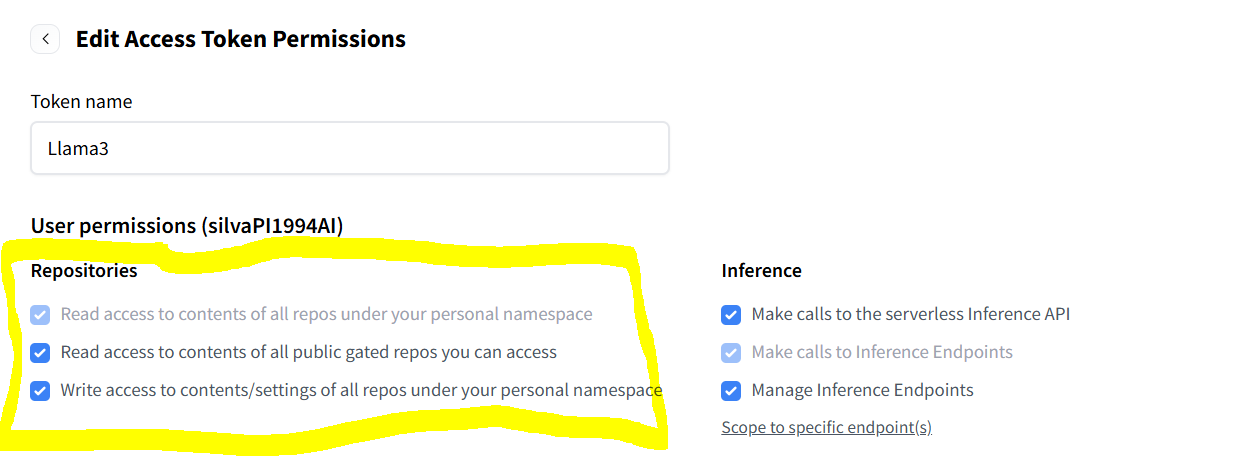 Edit Access Token Permissions
Token name
Llama3
User permissions (silvaPI1994AI)
Repositories
Read access to contents of all repos under your personal namespace
Read access to contents of all public gated repos you can access
Write access to contents/settings of all repos under your personal namespace
Inference
Make calls to the serverless Inference API
Make calls to Inference Endpoints
Manage Inference Endpoints
Scope to specific endpoint(s)